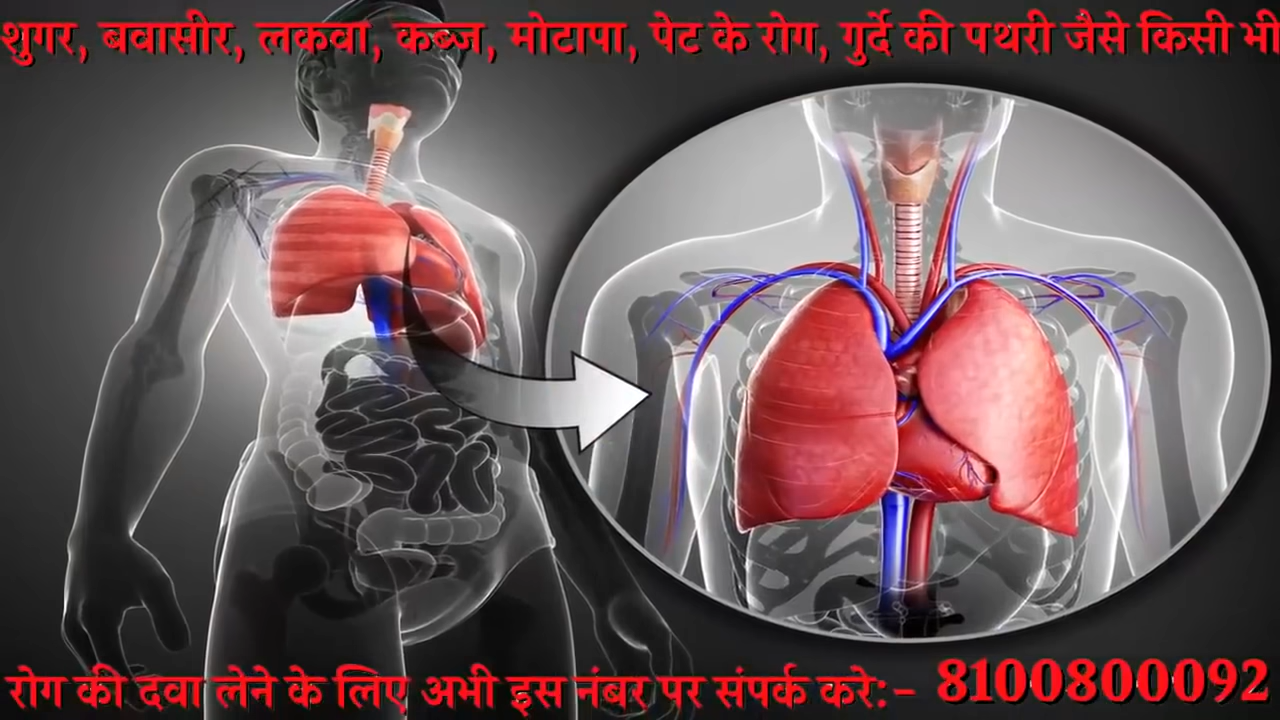 शुगर, बवासीर, लकवा, कब्ज, मोटापा, पेट के रोग, गुर्दे की पथरी जैसे किसी भी
रोग की दवा लेने के लिए अभी इस नंबर पर संपर्क करे:- 8100800092